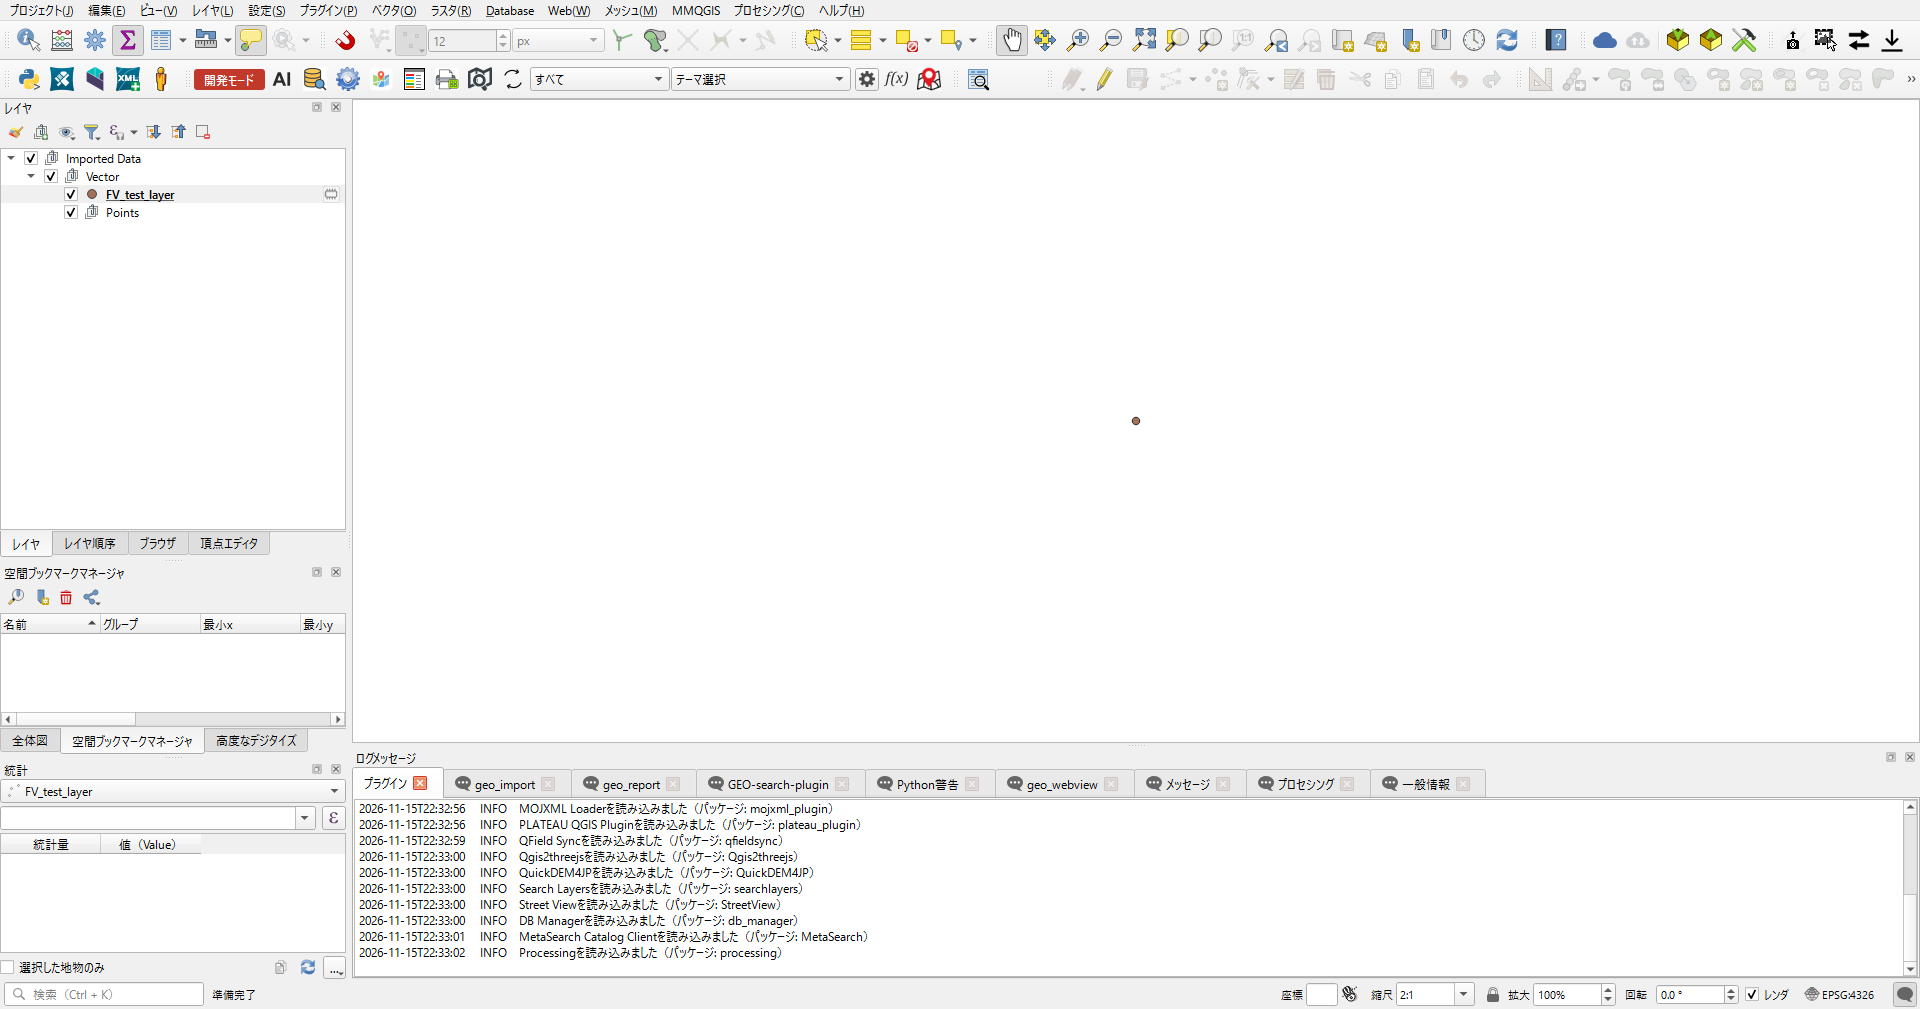 プロジェクト(J) 編集(E) ビュー(V) レイヤ(L) 設定(S) プラグイン(P) ベクタ(O) ラスタ(R) Database Web(W) メッシュ(M) MMQGIS プロセシング(C) ヘルプ(H)
12 px
XML 開発モード AI すべて テーマ選択 f(x) »
レイヤ
Imported Data
Vector
FV_test_layer
Points
レイヤ レイヤ順序 ブラウザ 頂点エディタ
空間ブックマークマネージャ
名前 グループ 最小x 最小y
全体図 空間ブックマークマネージャ 高度なデジタイズ
統計
FV_test_layer
ε
統計量 値（Value）
選択した地物のみ
...
ログメッセージ
プラグイン geo_import geo_report GEO-search-plugin Python警告 geo_webview メッセージ プロセシング 一般情報
2026-11-15T22:32:56 INFO MOJXML Loaderを読み込みました（パッケージ: mojxml_plugin）
2026-11-15T22:32:56 INFO PLATEAU QGIS Pluginを読み込みました（パッケージ: plateau_plugin）
2026-11-15T22:32:59 INFO QField Syncを読み込みました（パッケージ: qfieldsync）
2026-11-15T22:33:00 INFO Qgis2threejsを読み込みました（パッケージ: Qgis2threejs）
2026-11-15T22:33:00 INFO QuickDEM4JPを読み込みました（パッケージ: QuickDEM4JP）
2026-11-15T22:33:00 INFO Search Layersを読み込みました（パッケージ: searchlayers）
2026-11-15T22:33:00 INFO Street Viewを読み込みました（パッケージ: StreetView）
2026-11-15T22:33:00 INFO DB Managerを読み込みました（パッケージ: db_manager）
2026-11-15T22:33:01 INFO MetaSearch Catalog Clientを読み込みました（パッケージ: MetaSearch）
2026-11-15T22:33:02 INFO Processingを読み込みました（パッケージ: processing）
検索（Ctrl + K） 準備完了 座標 縮尺 2:1 拡大 100% 回転 0.0 ° レンダ EPSG:4326